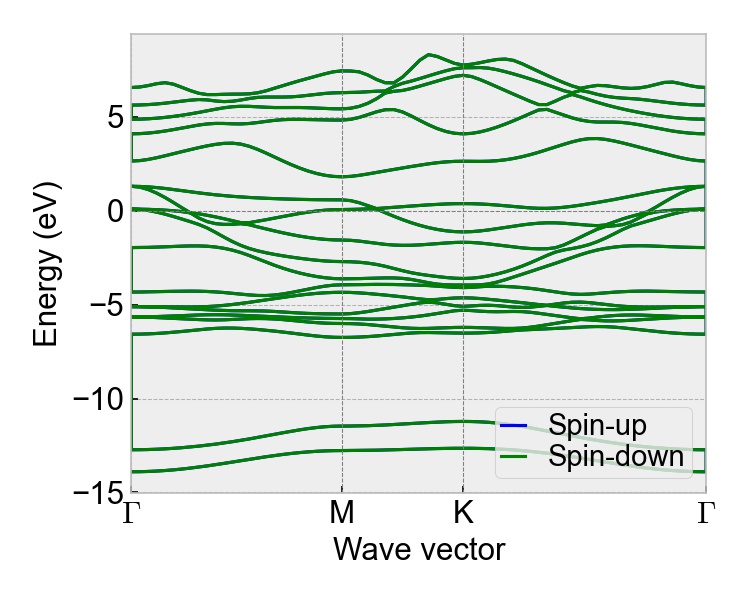 Energy (eV)
5
0
−5
−10
−15
Spin-up
Spin-down
Γ M K Γ
Wave vector